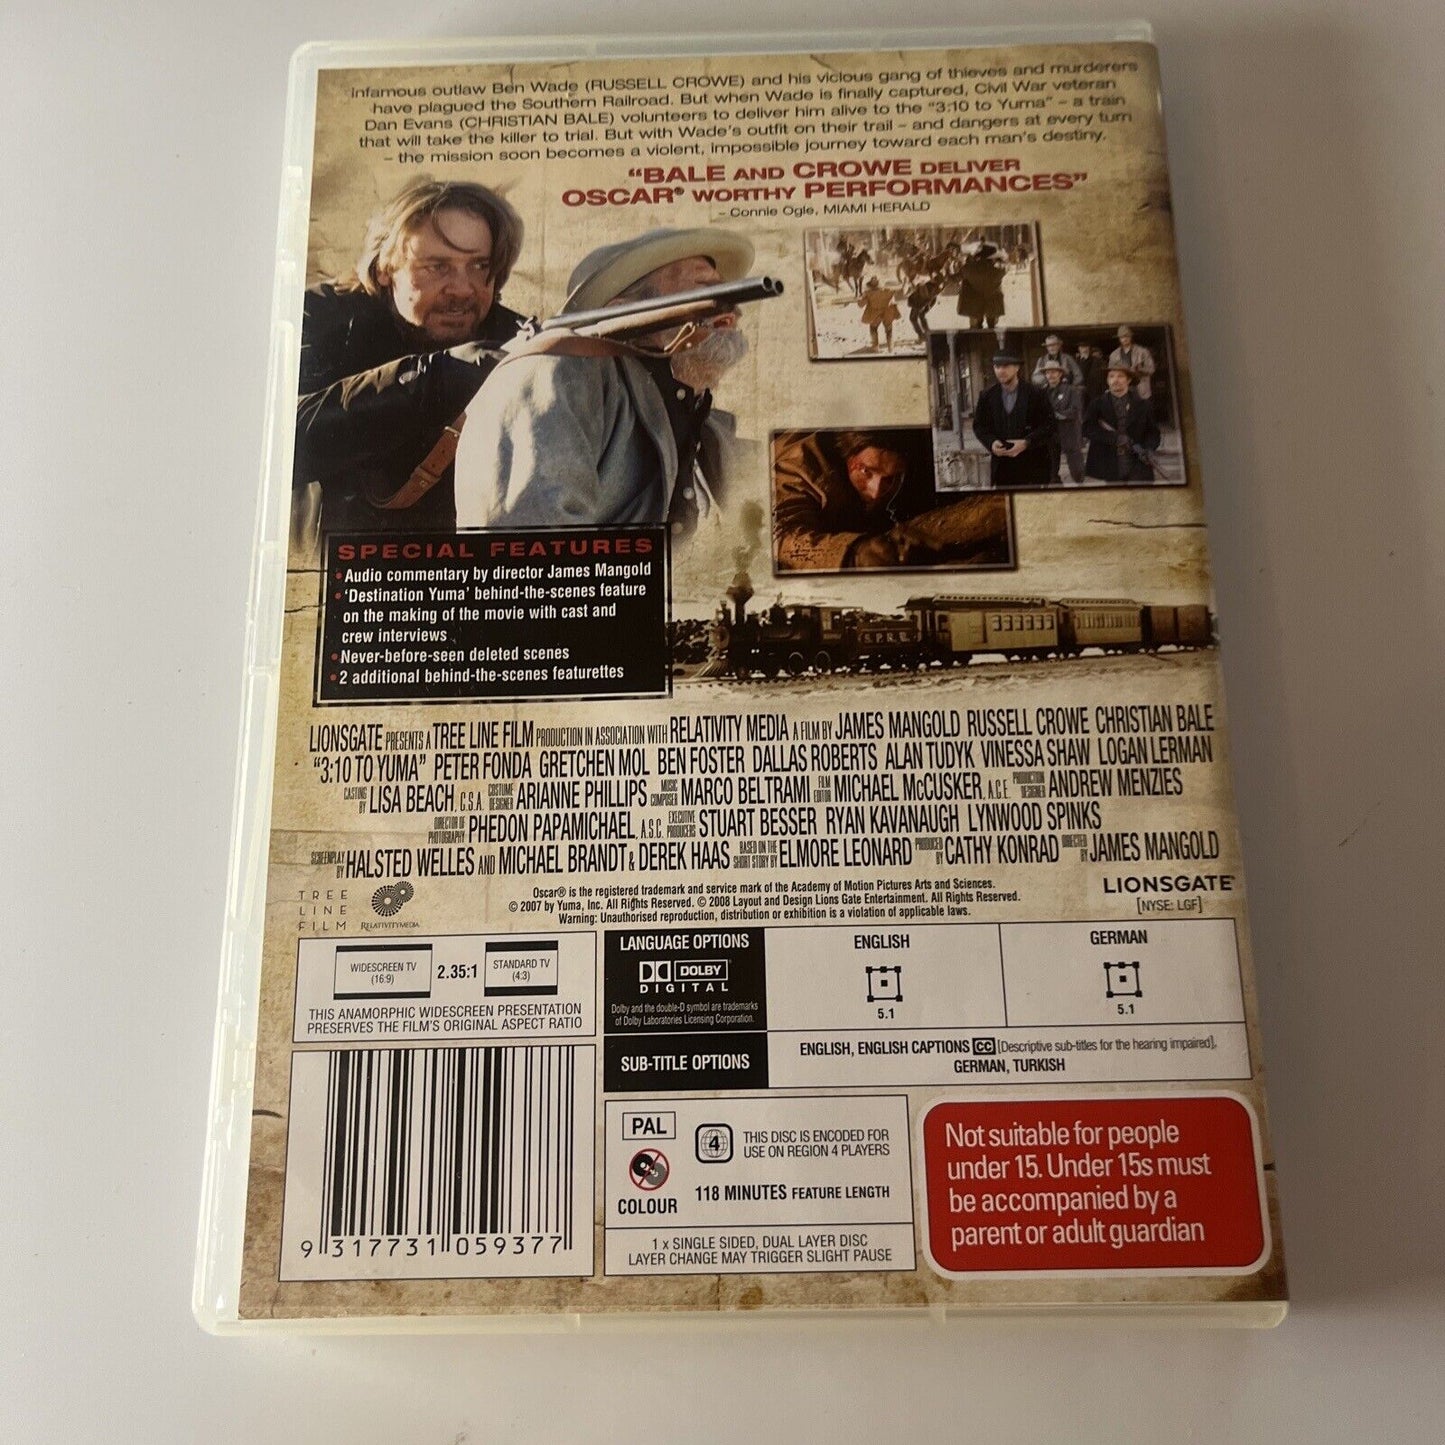 Infamous outlaw Ben Wade (RUSSELL CROWE) and his vicious gang of thieves and murderers
have plagued the Southern Railroad. But when Wade is finally captured, Civil War veteran
Dan Evans (CHRISTIAN BALE) volunteers to deliver him alive to the "3:10 to Yuma" – a train
that will take the killer to trial. But with Wade's outfit on their trail – and dangers at every turn
– the mission soon becomes a violent, impossible journey toward each man's destiny.
"BALE AND CROWE DELIVER
OSCAR® WORTHY PERFORMANCES"
– Connie Ogle, MIAMI HERALD
S.P.R.R.
SPECIAL FEATURES
• Audio commentary by director James Mangold
• 'Destination Yuma' behind-the-scenes feature
on the making of the movie with cast and
crew interviews
• Never-before-seen deleted scenes
• 2 additional behind-the-scenes featurettes
LIONSGATE PRESENTS A TREE LINE FILM PRODUCTION IN ASSOCIATION WITH RELATIVITY MEDIA A FILM BY JAMES MANGOLD RUSSELL CROWE CHRISTIAN BALE
"3:10 TO YUMA" PETER FONDA GRETCHEN MOL BEN FOSTER DALLAS ROBERTS ALAN TUDYK VINESSA SHAW LOGAN LERMAN
CASTING BY LISA BEACH, C.S.A. COSTUME DESIGNER ARIANNE PHILLIPS MUSIC COMPOSER MARCO BELTRAMI FILM EDITOR MICHAEL McCUSKER, A.C.E. PRODUCTION DESIGNER ANDREW MENZIES
DIRECTOR OF PHOTOGRAPHY PHEDON PAPAMICHAEL, A.S.C. EXECUTIVE PRODUCERS STUART BESSER RYAN KAVANAUGH LYNWOOD SPINKS
SCREENPLAY BY HALSTED WELLES AND MICHAEL BRANDT & DEREK HAAS BASED ON THE SHORT STORY BY ELMORE LEONARD PRODUCED BY CATHY KONRAD DIRECTED BY JAMES MANGOLD
TREE
LINE
FILM
RELATIVITYMEDIA
Oscar® is the registered trademark and service mark of the Academy of Motion Pictures Arts and Sciences.
© 2007 by Yuma, Inc. All Rights Reserved. © 2008 Layout and Design Lions Gate Entertainment. All Rights Reserved.
Warning: Unauthorised reproduction, distribution or exhibition is a violation of applicable laws.
LIONSGATE
[NYSE: LGF]
WIDESCREEN TV
(16:9)
2.35:1
STANDARD TV
(4:3)
THIS ANAMORPHIC WIDESCREEN PRESENTATION
PRESERVES THE FILM'S ORIGINAL ASPECT RATIO
LANGUAGE OPTIONS
DOLBY
DIGITAL
Dolby and the double-D symbol are trademarks
of Dolby Laboratories Licensing Corporation.
ENGLISH
5.1
GERMAN
5.1
SUB-TITLE OPTIONS
ENGLISH, ENGLISH CAPTIONS CC [Descriptive sub-titles for the hearing impaired],
GERMAN, TURKISH
9 317731 059377
PAL
COLOUR
4
THIS DISC IS ENCODED FOR
USE ON REGION 4 PLAYERS
118 MINUTES FEATURE LENGTH
1 x SINGLE SIDED, DUAL LAYER DISC
LAYER CHANGE MAY TRIGGER SLIGHT PAUSE
Not suitable for people
under 15. Under 15s must
be accompanied by a
parent or adult guardian